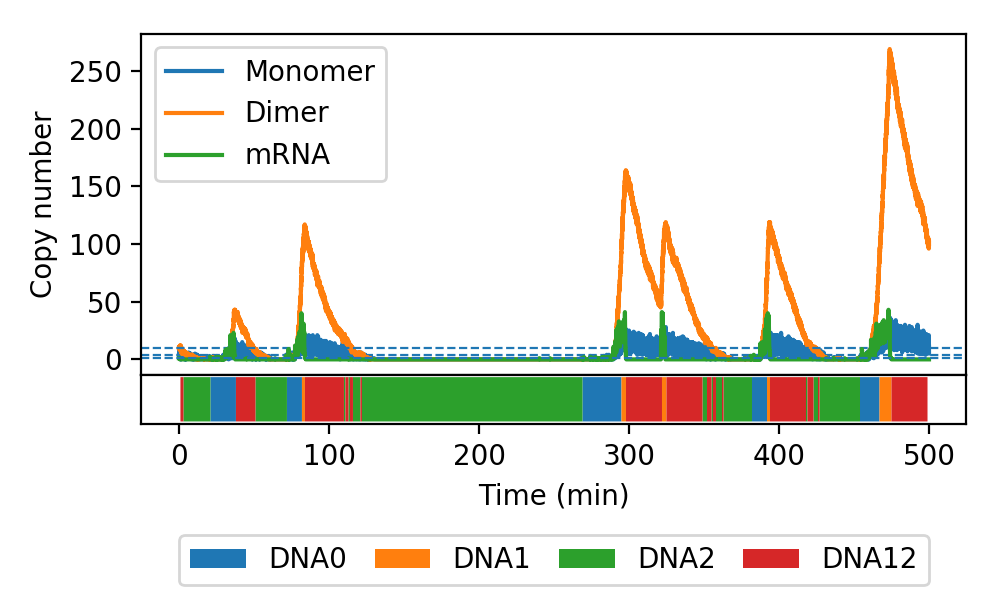 Copy number
250
200
150
100
50
0
Monomer
Dimer
mRNA
0 100 200 300 400 500
Time (min)
DNA0 DNA1 DNA2 DNA12